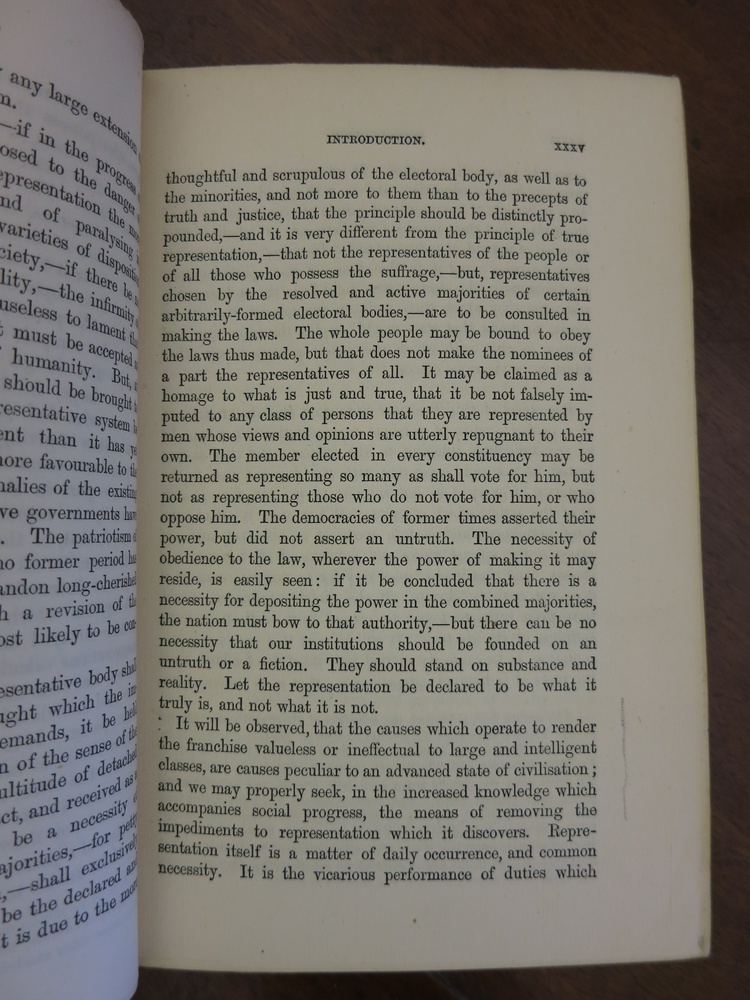 any large extension
n.
—if in the progress
osed to the danger
epresentation the
nd of paralysing
varieties of disposition
ciety,—if there be
lity,—the infirmity
useless to lament
t must be accepted
humanity. But,
should be brought
resentative system
ent than it has
nore favourable to the
nalies of the existing
ve governments have
. The patriotism
no former period has
andon long-cherished
h a revision of the
ost likely to be con-
esentative body shall
ught which the
emands, it be held
n of the sense of the
ultitude of detached
ct, and received as
be a necessity
ajorities,—for
,—shall exclusively
be the declared and
t is due to the more
INTRODUCTION. xxxv
thoughtful and scrupulous of the electoral body, as well as to
the minorities, and not more to them than to the precepts of
truth and justice, that the principle should be distinctly pro-
pounded,—and it is very different from the principle of true
representation,—that not the representatives of the people or
of all those who possess the suffrage,—but, representatives
chosen by the resolved and active majorities of certain
arbitrarily-formed electoral bodies,—are to be consulted in
making the laws. The whole people may be bound to obey
the laws thus made, but that does not make the nominees of
a part the representatives of all. It may be claimed as a
homage to what is just and true, that it be not falsely im-
puted to any class of persons that they are represented by
men whose views and opinions are utterly repugnant to their
own. The member elected in every constituency may be
returned as representing so many as shall vote for him, but
not as representing those who do not vote for him, or who
oppose him. The democracies of former times asserted their
power, but did not assert an untruth. The necessity of
obedience to the law, wherever the power of making it may
reside, is easily seen: if it be concluded that there is a
necessity for depositing the power in the combined majorities,
the nation must bow to that authority,—but there can be no
necessity that our institutions should be founded on an
untruth or a fiction. They should stand on substance and
reality. Let the representation be declared to be what it
truly is, and not what it is not.
It will be observed, that the causes which operate to render
the franchise valueless or ineffectual to large and intelligent
classes, are causes peculiar to an advanced state of civilisation;
and we may properly seek, in the increased knowledge which
accompanies social progress, the means of removing the
impediments to representation which it discovers. Repre-
sentation itself is a matter of daily occurrence, and common
necessity. It is the vicarious performance of duties which